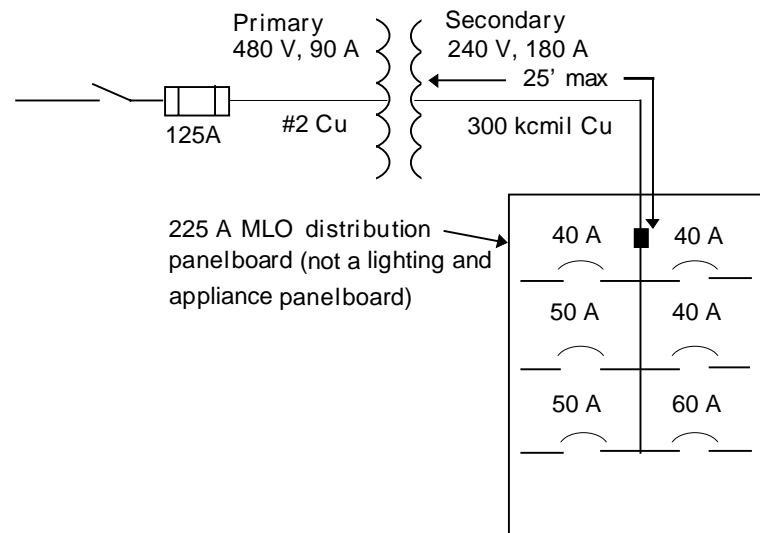 Primary
480 V, 90 A
Secondary
240 V, 180 A
25' max
125A
#2 Cu
300 kcmil Cu
225 A MLO distribution
panelboard (not a lighting and
appliance panelboard)
40 A
40 A
50 A
40 A
50 A
60 A